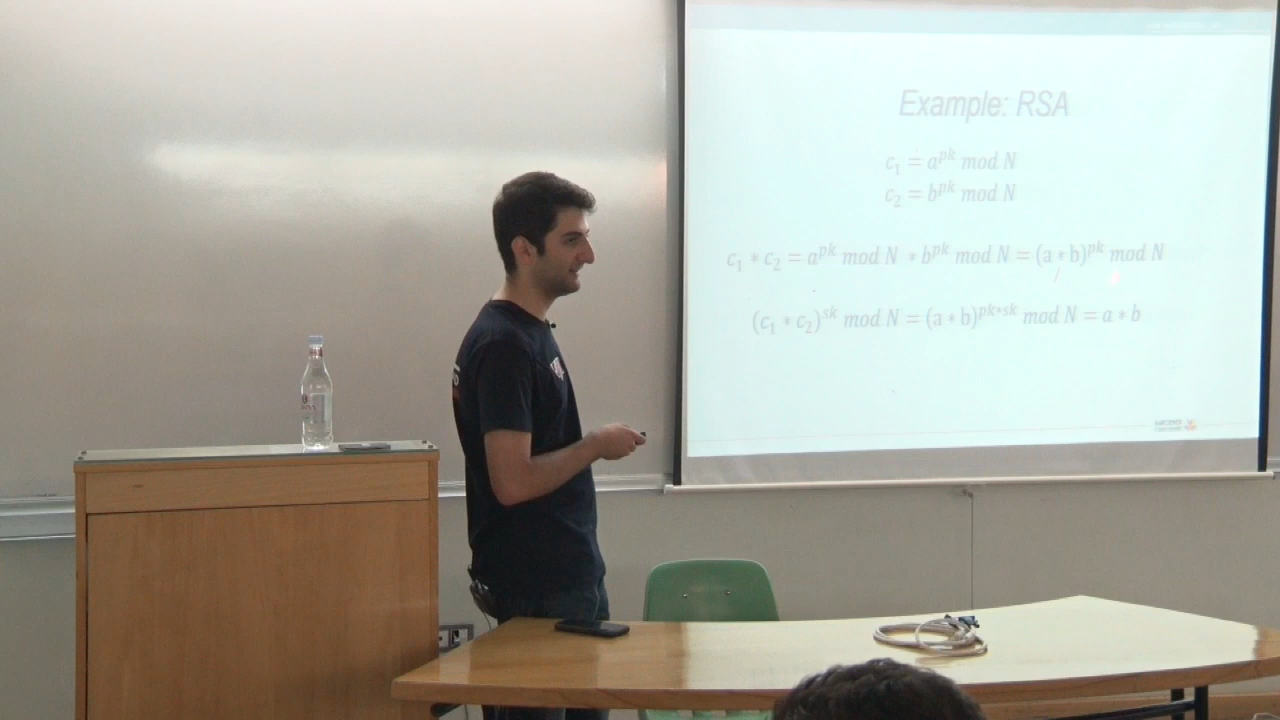 Example: RSA
c₁ = a^pk mod N
c₂ = b^pk mod N
c₁ * c₂ = a^pk mod N * b^pk mod N = (a * b)^pk mod N
(c₁ * c₂)^sk mod N = (a * b)^pk*sk mod N = a * b